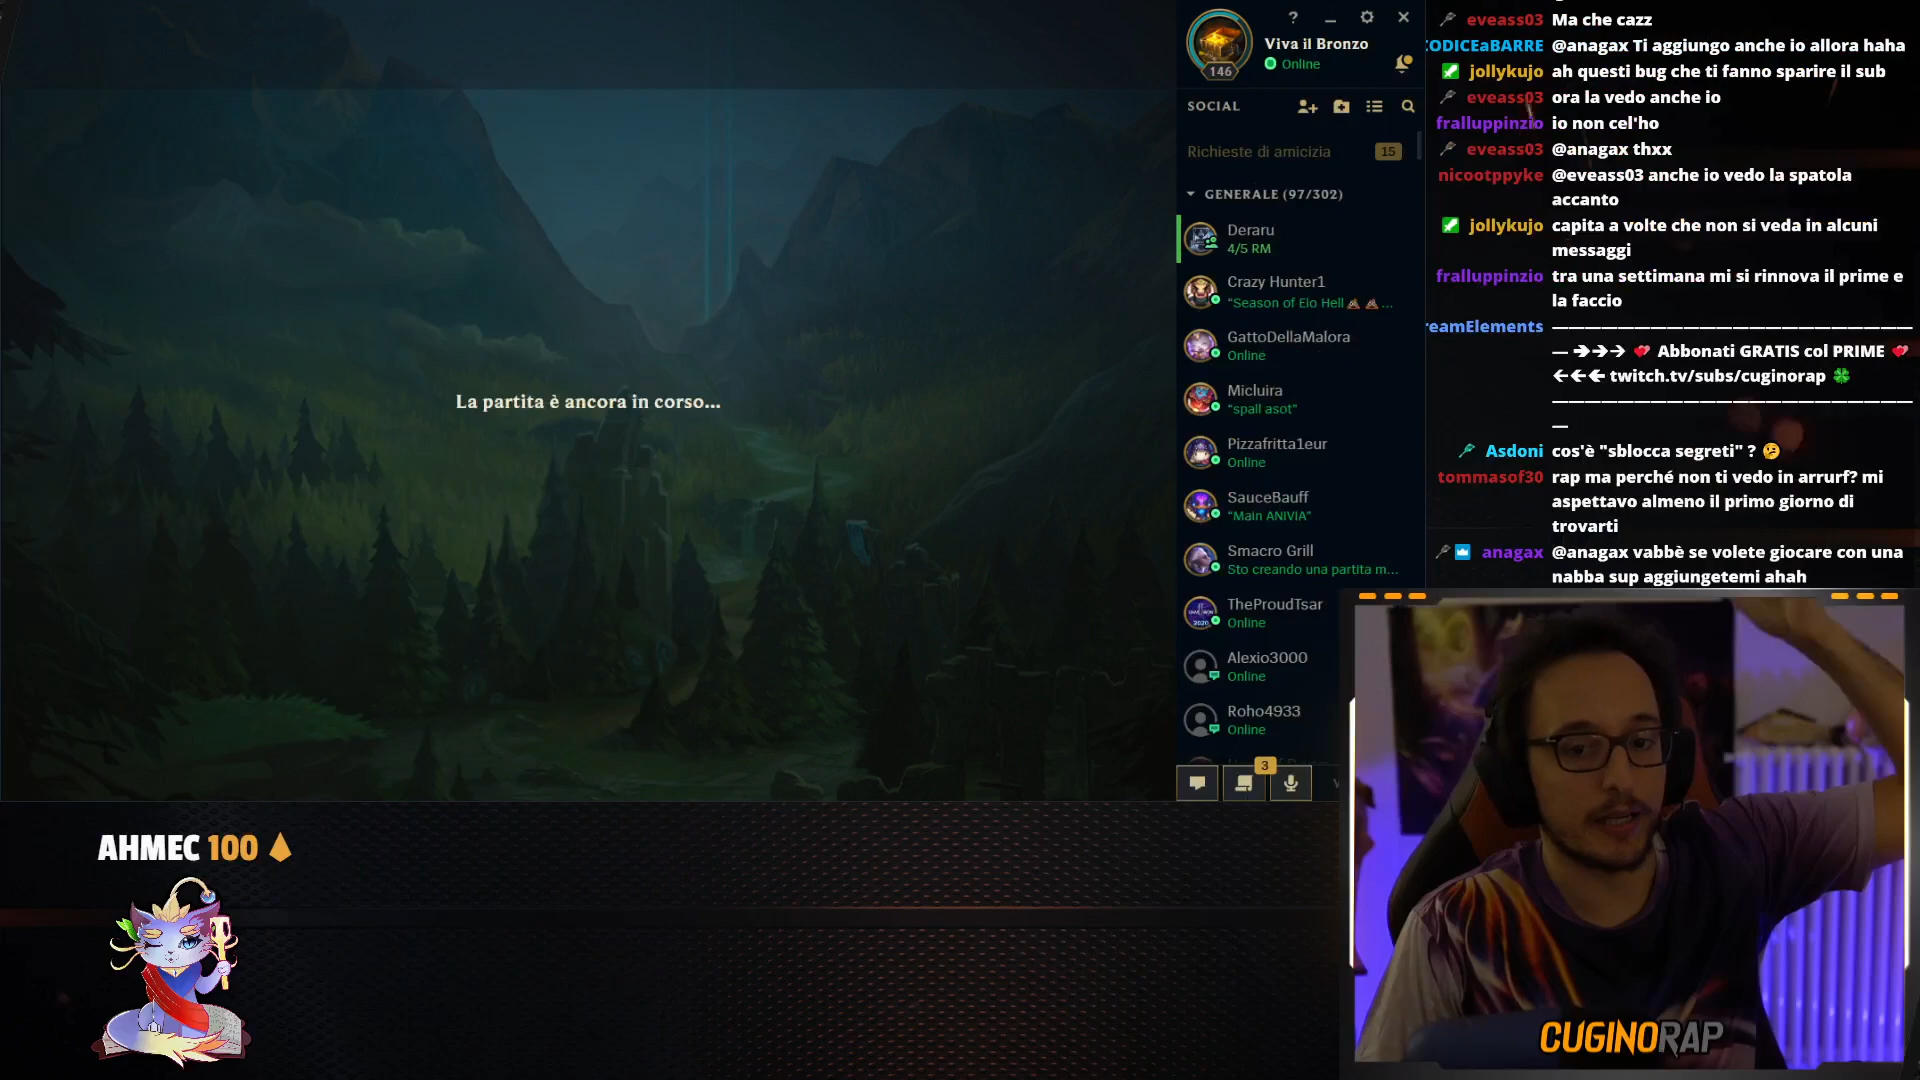 La partita è ancora in corso...
?
Viva il Bronzo
Online
146
SOCIAL
Richieste di amicizia
15
GENERALE (97/302)
Deraru
4/5 RM
Crazy Hunter1
"Season of Elo Hell💩💩...
GattoDellaMalora
Online
Micluira
"spall asot"
Pizzafritta1eur
Online
SauceBauff
"Main ANIVIA"
Smacro Grill
Sto creando una partita m...
TheProudTsar
Online
Alexio3000
Online
Roho4933
Online
3
eveass03 Ma che cazz
CODICEaBARRE @anagax Ti aggiungo anche io allora haha
jollykujo ah questi bug che ti fanno sparire il sub
eveass03 ora la vedo anche io
fralluppinzio io non cel'ho
eveass03 @anagax thxx
nicootppyke @eveass03 anche io vedo la spatola
accanto
jollykujo capita a volte che non si veda in alcuni
messaggi
fralluppinzio tra una settimana mi si rinnova il prime e
la faccio
reamElements ——————————————————————
— ➔➔➔ 💕 Abbonati GRATIS col PRIME 💕
←←← twitch.tv/subs/cuginorap 🍀
——————————————————————
—
Asdoni cos'è "sblocca segreti" ? 🤔
tommasof30 rap ma perché non ti vedo in arrurf? mi
aspettavo almeno il primo giorno di
trovarti
anagax @anagax vabbè se volete giocare con una
nabba sup aggiungetemi ahah
AHMEC 100
CUGINORAP